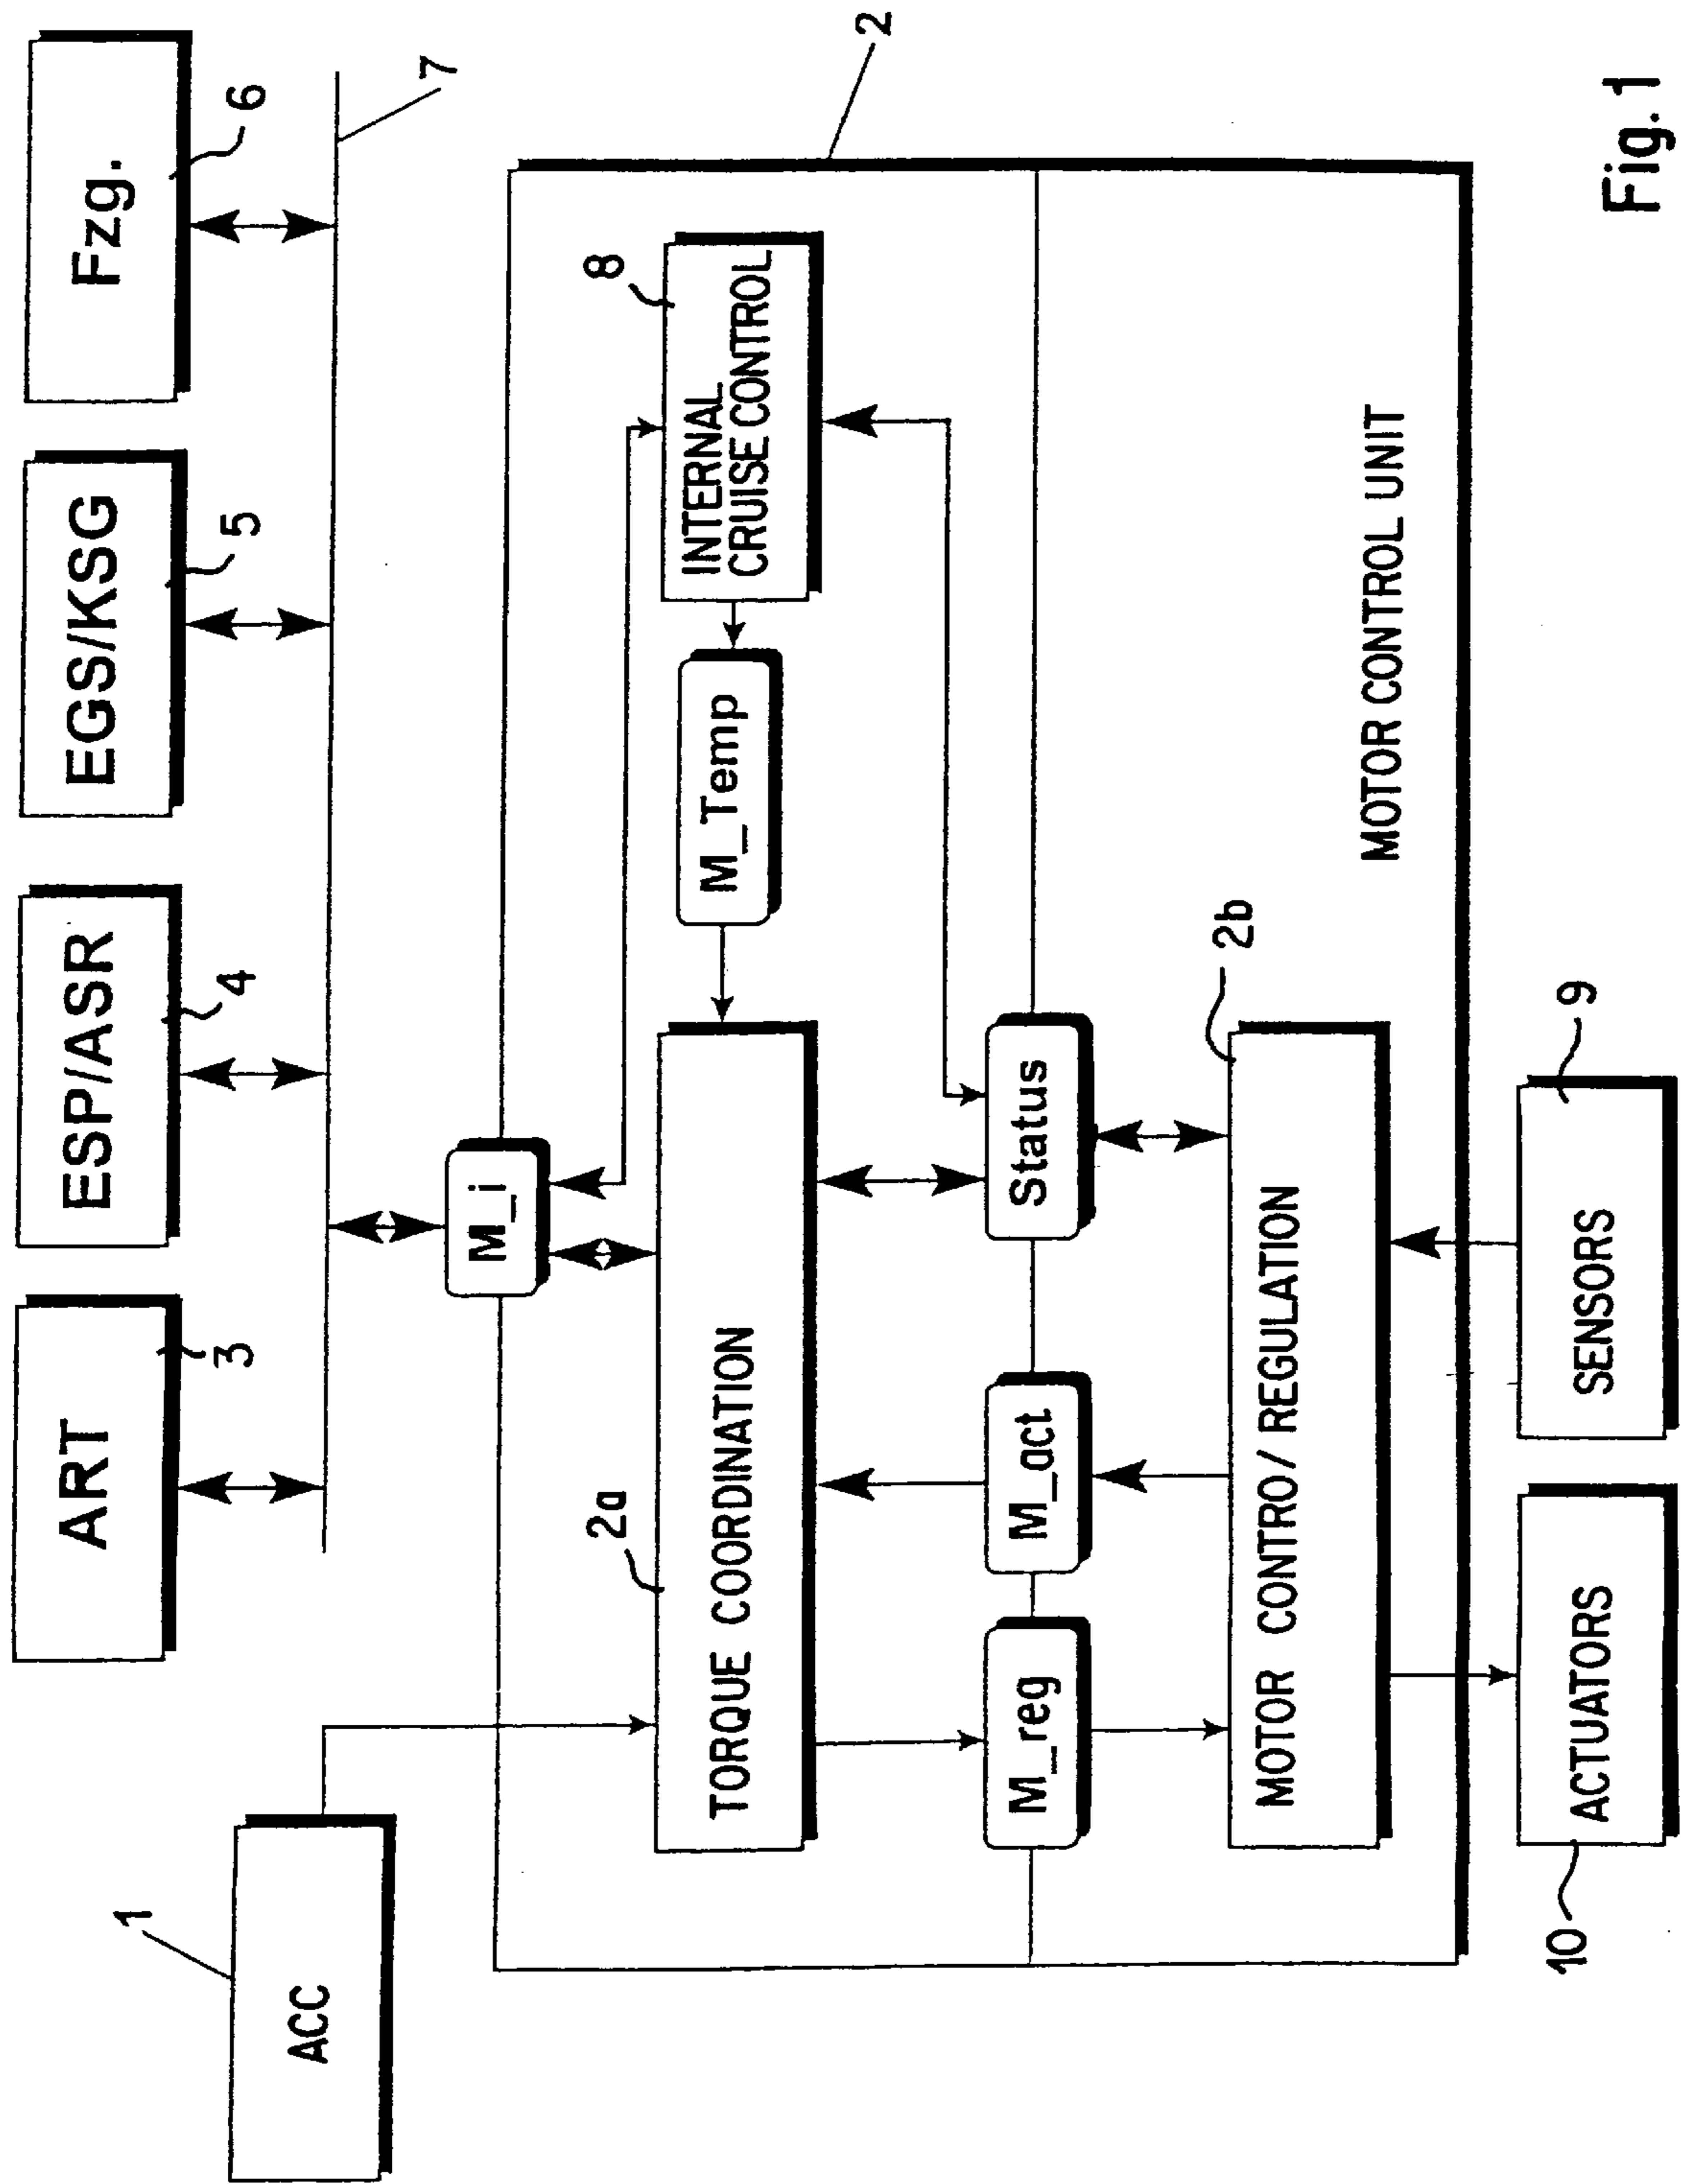 ART
3
ESP/ASR
4
EGS/KSG
5
Fzg.
6
7
1
ACC
2
M_i
2a
TORQUE COORDINATION
M_Temp
8
INTERNAL
CRUISE CONTROL
M_reg
M_act
Status
2b
MOTOR CONTRO/REGULATION
MOTOR CONTROL UNIT
10
ACTUATORS
SENSORS
9
Fig.1